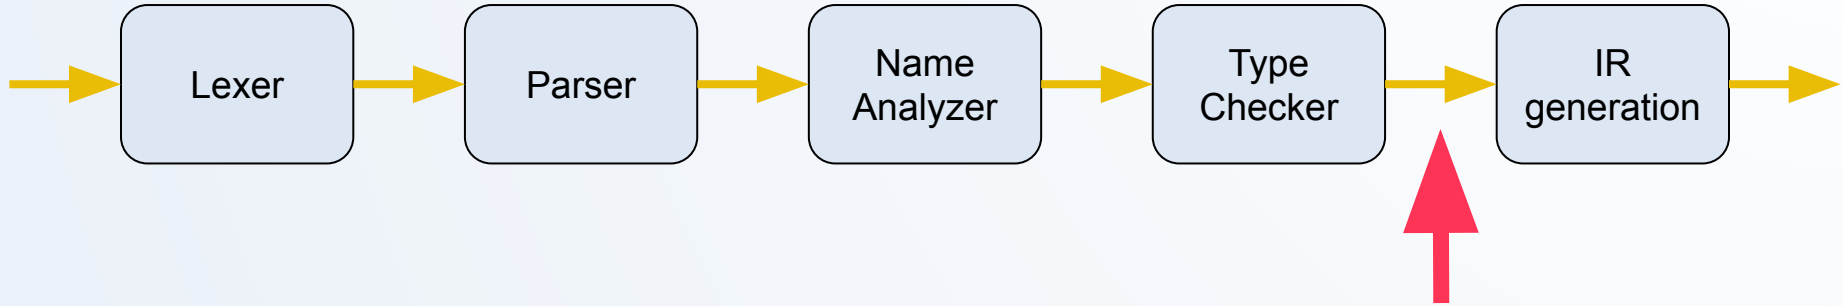 Lexer
Parser
Name
Analyzer
Type
Checker
IR
generation